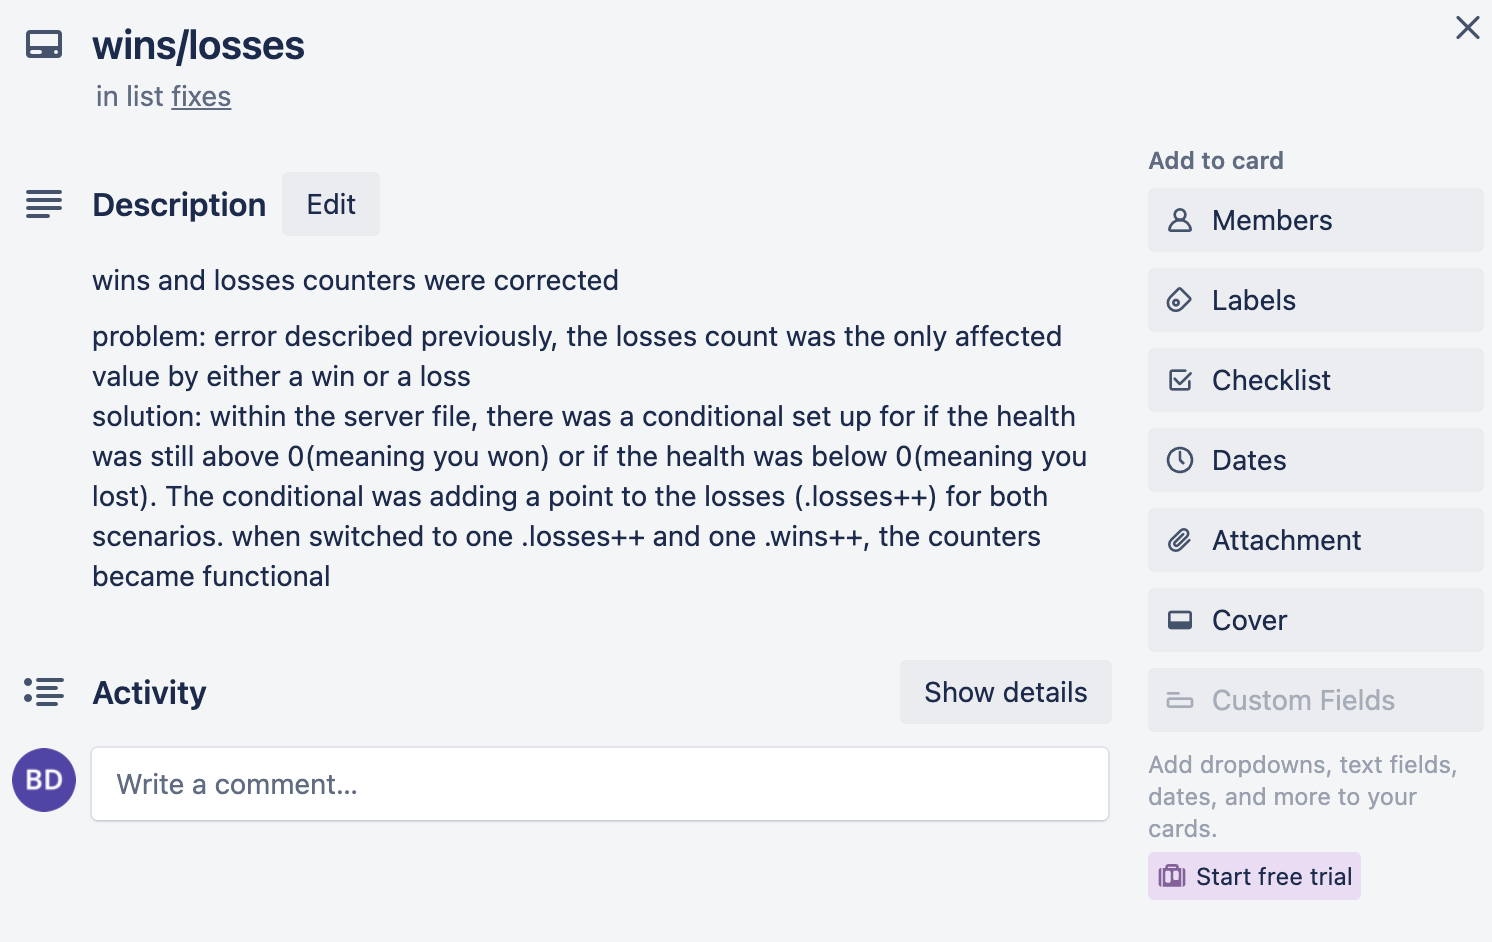 wins/losses
in list fixes
Description
Edit
wins and losses counters were corrected
problem: error described previously, the losses count was the only affected
value by either a win or a loss
solution: within the server file, there was a conditional set up for if the health
was still above 0(meaning you won) or if the health was below 0(meaning you
lost). The conditional was adding a point to the losses (.losses++) for both
scenarios. when switched to one .losses++ and one .wins++, the counters
became functional
Activity
Show details
BD
Write a comment...
Add to card
Members
Labels
Checklist
Dates
Attachment
Cover
Custom Fields
Add dropdowns, text fields,
dates, and more to your
cards.
Start free trial